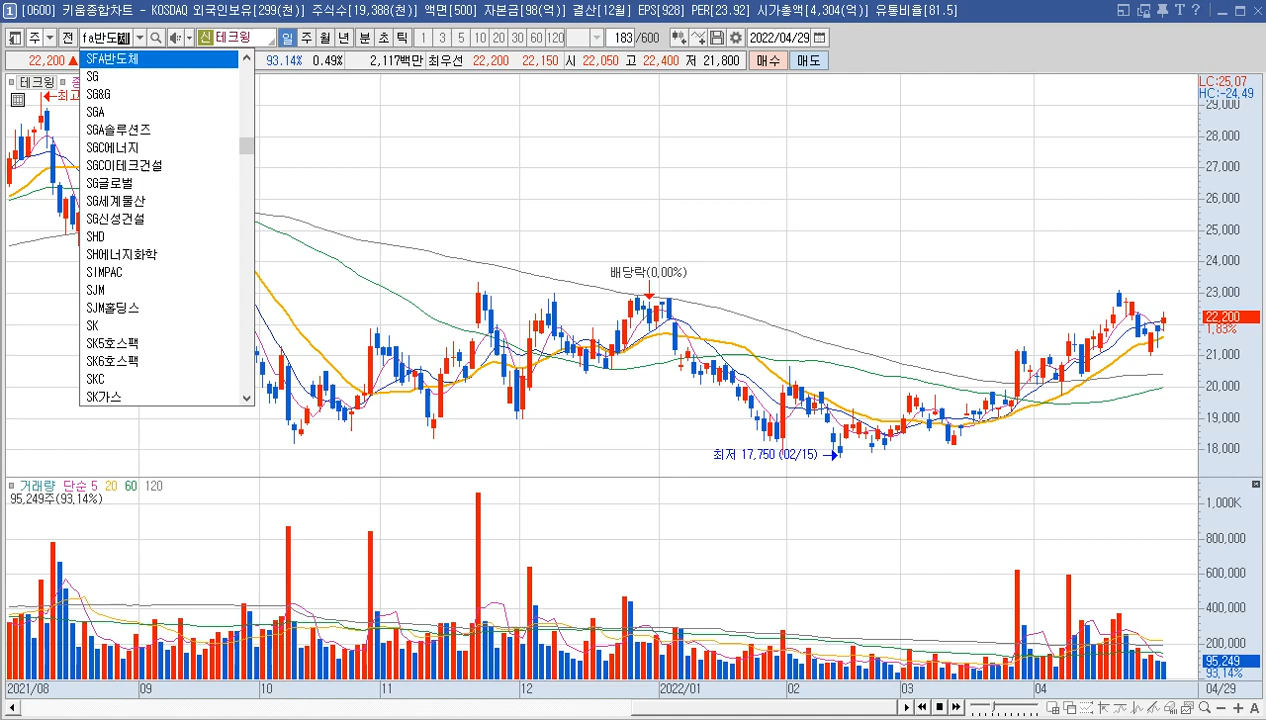 1 [0600] 키움종합차트 - KOSDAQ 외국인보유[299(천)] 주식수[19,388(천)] 액면[500] 자본금[98(억)] 결산[12월] EPS[928] PER[23.92] 시가총액[4,304(억)] 유통비율[81.5]
주 전 신 테크윙 일 주 월 년 분 초 틱 1 3 5 10 20 30 60 120 183 /600 2022/04/29
22,200 ▲ 93.14% 0.49% 2,117백만 최우선 22,200 22,150 시 22,050 고 22,400 저 21,800 매수 매도
SFA반도체
SG
SG&G
SGA
SGA솔루션즈
SGC에너지
SGC이테크건설
SG글로벌
SG세계물산
SG신성건설
SHD
SH에너지화학
SIMPAC
SJM
SJM홀딩스
SK
SK5호스팩
SK6호스팩
SKC
SK가스
테크윙
최고
LC:25.07
HC:-24.49
29,000
28,000
27,000
26,000
25,000
24,000
23,000
22,200
1.83%
21,000
20,000
19,000
18,000
배당락(0.00%)
최저 17,750 (02/15)
거래량 단순 5 20 60 120
95,249주(93.14%)
1,000K
800,000
600,000
400,000
200,000
95,249
93.14%
2021/08 09 10 11 12 2022/01 02 03 04 04/29